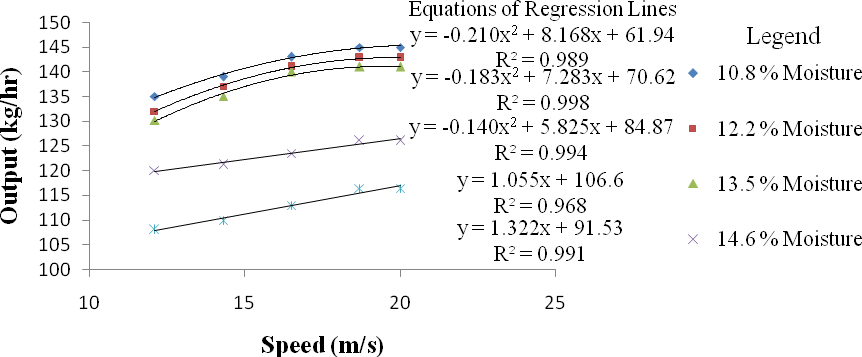 Equations of Regression Lines
y = -0.210x² + 8.168x + 61.94
R² = 0.989
y = -0.183x² + 7.283x + 70.62
R² = 0.998
y = -0.140x² + 5.825x + 84.87
R² = 0.994
y = 1.055x + 106.6
R² = 0.968
y = 1.322x + 91.53
R² = 0.991
Legend
10.8 % Moisture
12.2 % Moisture
13.5 % Moisture
14.6 % Moisture
Output (kg/hr)
150
145
140
135
130
125
120
115
110
105
100
10
15
20
25
Speed (m/s)